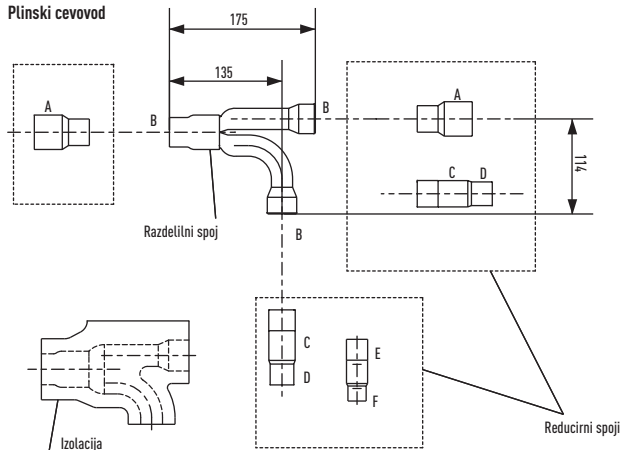 Plinski cevovod
175
135
A
B
B
A
114
C D
Razdelilni spoj
B
C
D
E
F
Izolacija
Reducirni spoji